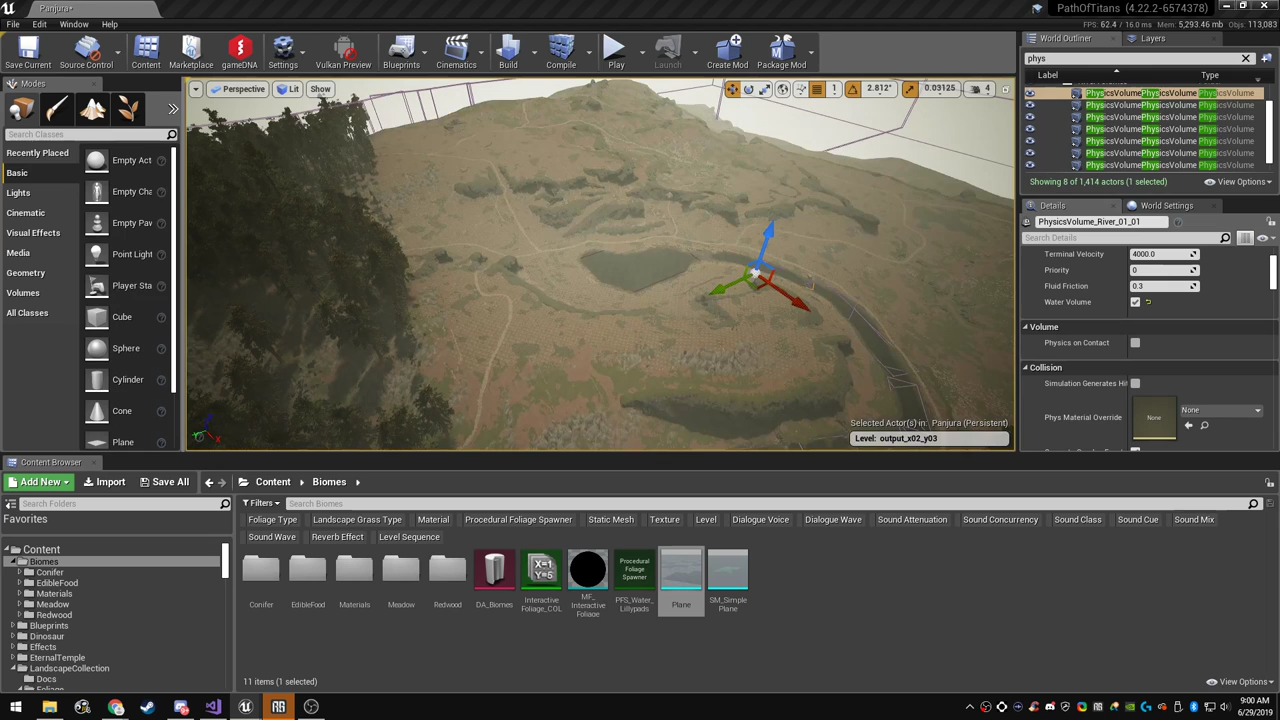 Panjura*
PathOfTitans (4.22.2-6574378)
File
Edit
Window
Help
FPS: 62.4 / 16.0 ms
Mem: 5,293.46 mb
Objs: 113,083
Save Current
Source Control
Content
Marketplace
gameDNA
Settings
Vulkan Preview
Blueprints
Cinematics
Build
Compile
Play
Launch
Create Mod
Package Mod
World Outliner
Layers
phys
Label
Type
PhysicsVolumePhysicsVolume PhysicsVolume
PhysicsVolumePhysicsVolume PhysicsVolume
PhysicsVolumePhysicsVolume PhysicsVolume
PhysicsVolumePhysicsVolume PhysicsVolume
PhysicsVolumePhysicsVolume PhysicsVolume
PhysicsVolumePhysicsVolume PhysicsVolume
PhysicsVolumePhysicsVolume PhysicsVolume
Showing 8 of 1,414 actors (1 selected)
View Options
Modes
Search Classes
Recently Placed
Basic
Lights
Cinematic
Visual Effects
Media
Geometry
Volumes
All Classes
Empty Act
Empty Cha
Empty Pav
Point Light
Player Sta
Cube
Sphere
Cylinder
Cone
Plane
Perspective
Lit
Show
1
2.812°
0.03125
4
Selected Actor(s) in: Panjura (Persistent)
Level: output_x02_y03
Details
World Settings
PhysicsVolume_River_01_01
Search Details
Terminal Velocity
4000.0
Priority
0
Fluid Friction
0.3
Water Volume
Volume
Physics on Contact
Collision
Simulation Generates Hit
Phys Material Override
None
None
Content Browser
Add New
Import
Save All
Content
Biomes
Search Folders
Filters
Search Biomes
Favorites
Foliage Type
Landscape Grass Type
Material
Procedural Foliage Spawner
Static Mesh
Texture
Level
Dialogue Voice
Dialogue Wave
Sound Attenuation
Sound Concurrency
Sound Class
Sound Cue
Sound Mix
Sound Wave
Reverb Effect
Level Sequence
Content
Biomes
Conifer
EdibleFood
Materials
Meadow
Redwood
Blueprints
Dinosaur
Effects
EternalTemple
LandscapeCollection
Docs
Foliage
X=1
Y=5
Procedural
Foliage
Spawner
Conifer
EdibleFood
Materials
Meadow
Redwood
DA_Biomes
Interactive
Foliage_COL
MF_
Interactive
Foliage
PFS_Water_
Lillypads
Plane
SM_Simple
Plane
11 items (1 selected)
View Options
9:00 AM
6/29/2019